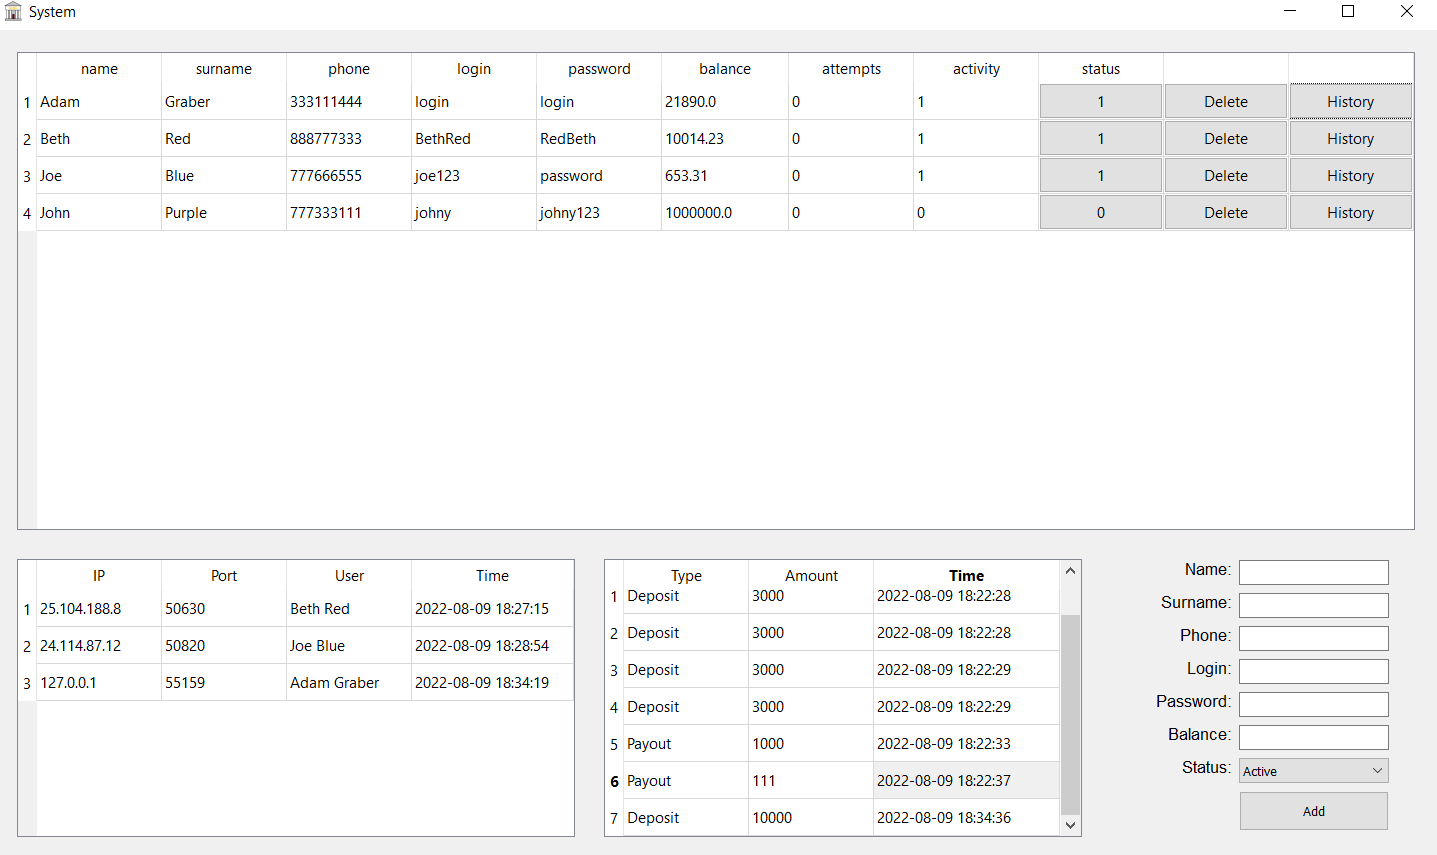 System
name surname phone login password balance attempts activity status
1 Adam Graber 333111444 login login 21890.0 0 1 1 Delete History
2 Beth Red 888777333 BethRed RedBeth 10014.23 0 1 1 Delete History
3 Joe Blue 777666555 joe123 password 653.31 0 1 1 Delete History
4 John Purple 777333111 johny johny123 1000000.0 0 0 0 Delete History
IP Port User Time
1 25.104.188.8 50630 Beth Red 2022-08-09 18:27:15
2 24.114.87.12 50820 Joe Blue 2022-08-09 18:28:54
3 127.0.0.1 55159 Adam Graber 2022-08-09 18:34:19
Type Amount Time
1 Deposit 3000 2022-08-09 18:22:28
2 Deposit 3000 2022-08-09 18:22:28
3 Deposit 3000 2022-08-09 18:22:29
4 Deposit 3000 2022-08-09 18:22:29
5 Payout 1000 2022-08-09 18:22:33
6 Payout 111 2022-08-09 18:22:37
7 Deposit 10000 2022-08-09 18:34:36
Name:
Surname:
Phone:
Login:
Password:
Balance:
Status: Active
Add